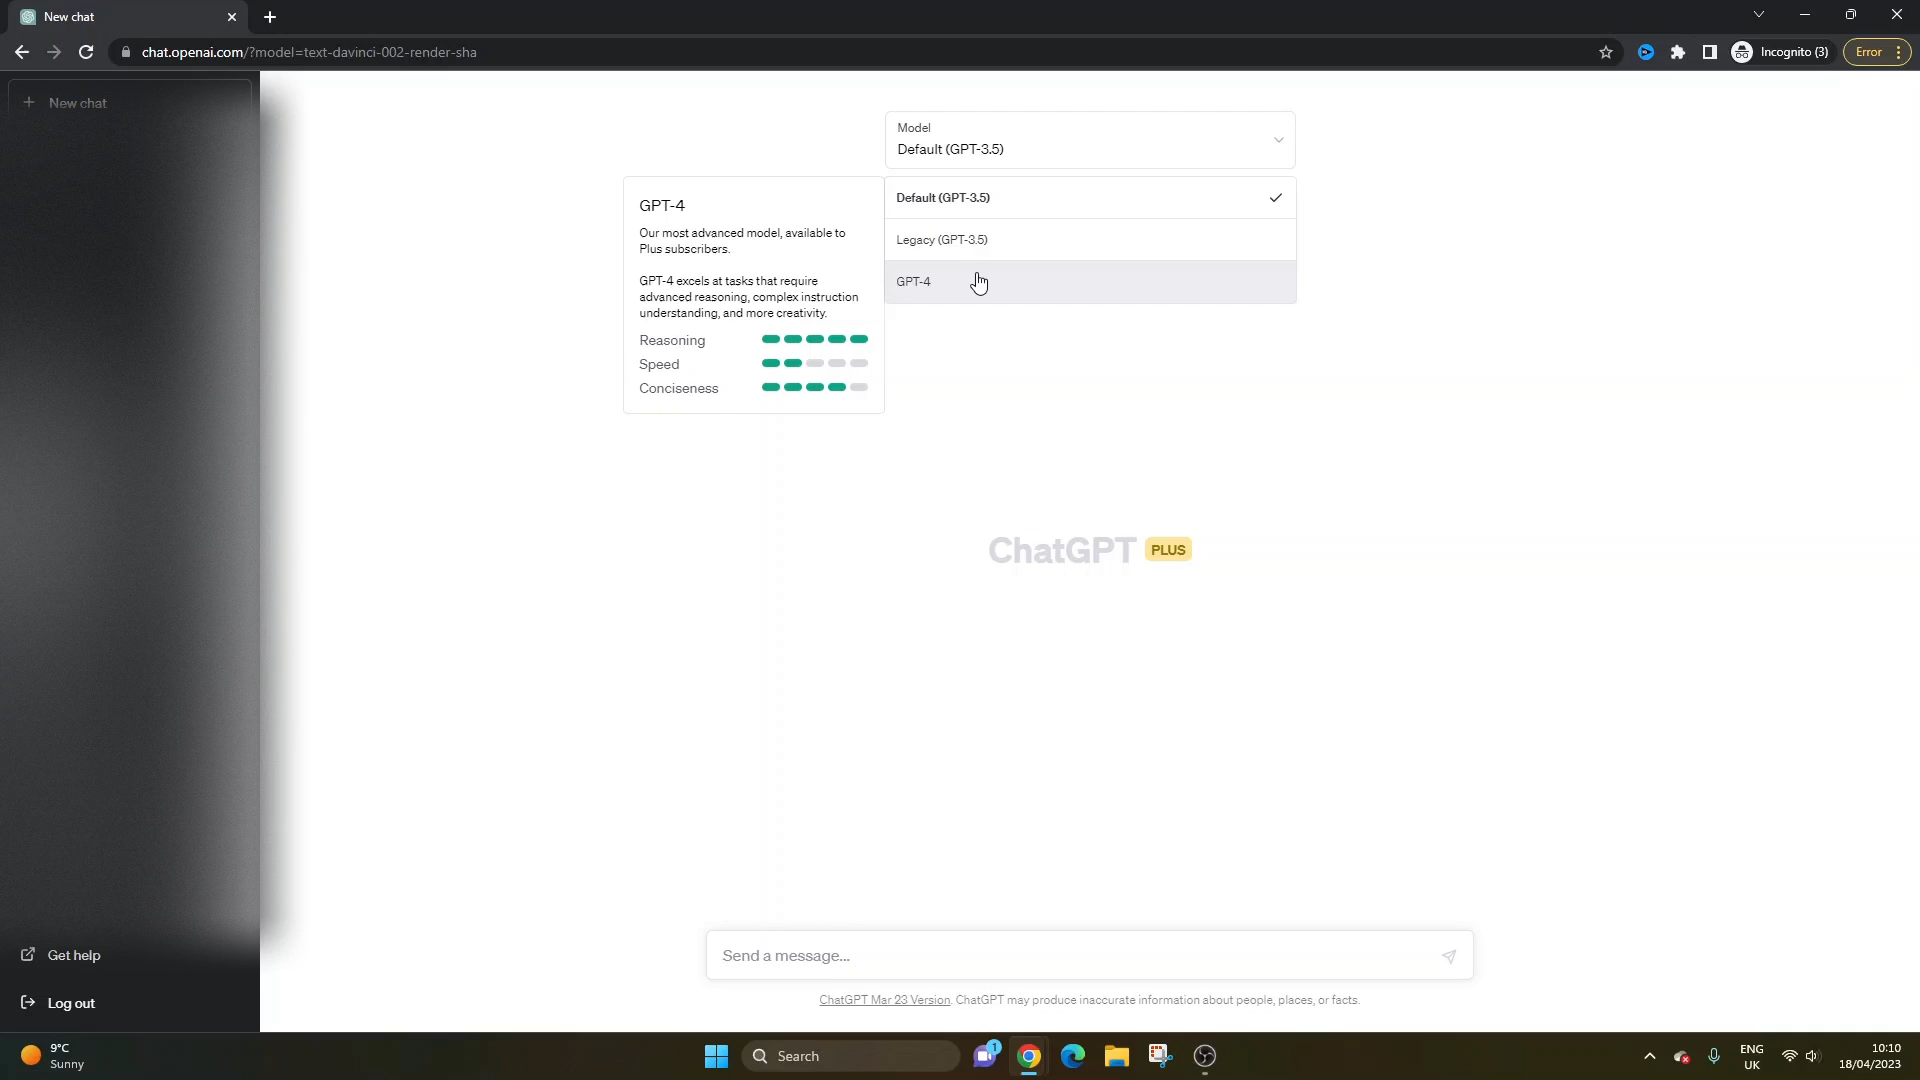 New chat
chat.openai.com/?model=text-davinci-002-render-sha
Incognito (3)
Error
New chat
Model
Default (GPT-3.5)
Default (GPT-3.5)
Legacy (GPT-3.5)
GPT-4
GPT-4
Our most advanced model, available to
Plus subscribers.
GPT-4 excels at tasks that require
advanced reasoning, complex instruction
understanding, and more creativity.
Reasoning
Speed
Conciseness
ChatGPT PLUS
Send a message...
ChatGPT Mar 23 Version. ChatGPT may produce inaccurate information about people, places, or facts.
Get help
Log out
9°C
Sunny
Search
1
ENG
UK
10:10
18/04/2023